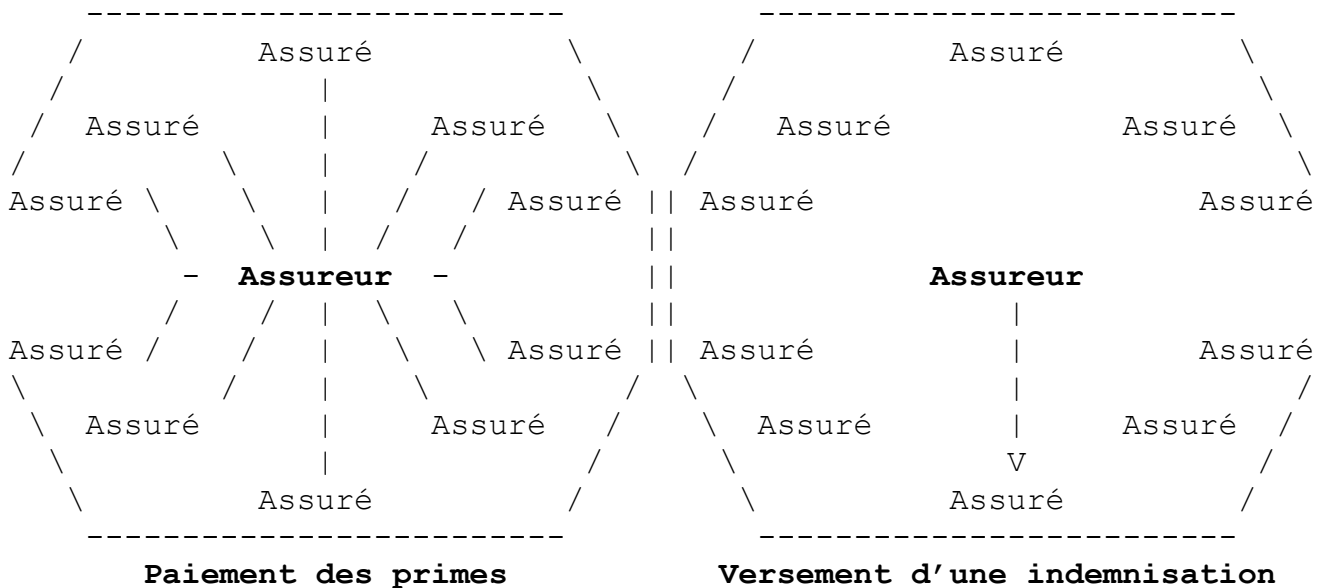 Assuré Assuré
Assuré Assuré Assuré Assuré
Assuré Assuré Assuré Assuré
Assureur Assureur
Assuré Assuré Assuré Assuré
Assuré Assuré Assuré Assuré
V
Assuré Assuré
Paiement des primes Versement d'une indemnisation